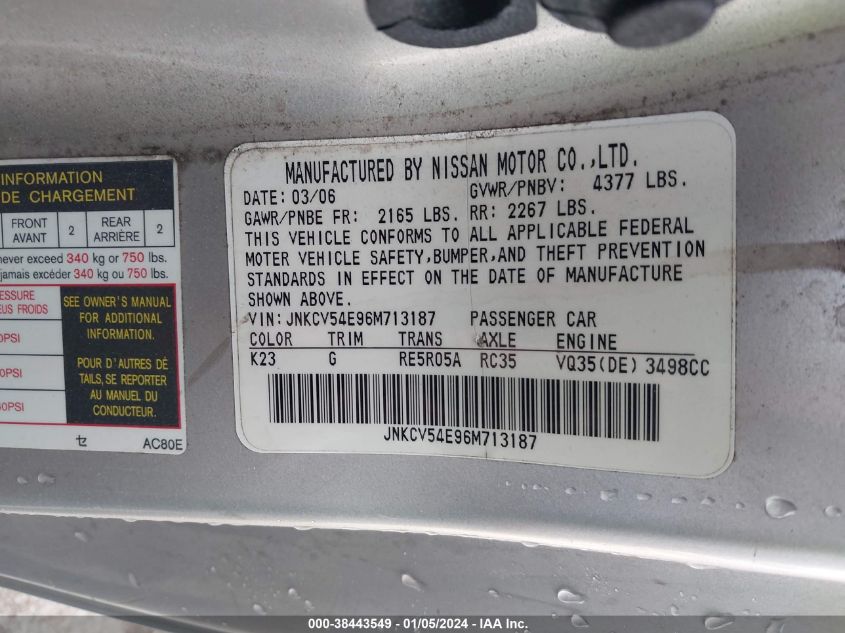 INFORMATION
DE CHARGEMENT
FRONT
AVANT
2
REAR
ARRIÈRE
2
never exceed 340 kg or 750 lbs.
jamais excéder 340 kg ou 750 lbs.
SEE OWNER'S MANUAL
FOR ADDITIONAL
INFORMATION.
POUR D'AUTRES DÉ
TAILS, SE REPORTER
AU MANUEL DU
CONDUCTEUR.
AC80E
MANUFACTURED BY NISSAN MOTOR CO.,LTD.
DATE: 03/06 GVWR/PNBV: 4377 LBS.
GAWR/PNBE FR: 2165 LBS. RR: 2267 LBS.
THIS VEHICLE CONFORMS TO ALL APPLICABLE FEDERAL
MOTER VEHICLE SAFETY,BUMPER,AND THEFT PREVENTION
STANDARDS IN EFFECT ON THE DATE OF MANUFACTURE
SHOWN ABOVE.
VIN: JNKCV54E96M713187 PASSENGER CAR
COLOR TRIM TRANS AXLE ENGINE
K23 G RE5R05A RC35 VQ35(DE) 3498CC
JNKCV54E96M713187
000-38443549 - 01/05/2024 - IAA, Inc.